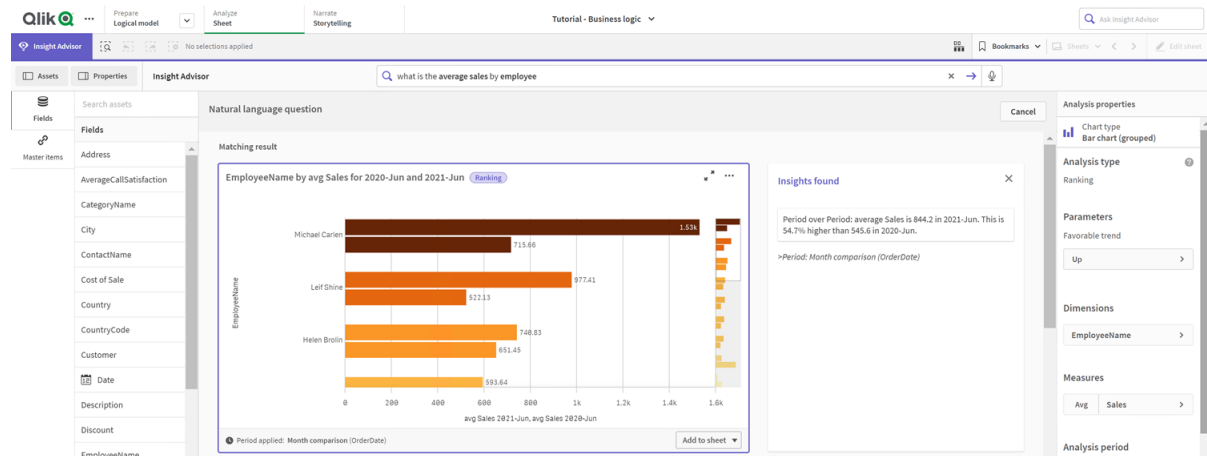 Qlik
Prepare
Logical model
Analyze
Sheet
Narrate
Storytelling
Tutorial - Business logic
Ask Insight Advisor
Insight Advisor
No selections applied
Bookmarks
Sheets
Edit sheet
Assets
Properties
Insight Advisor
what is the average sales by employee
Fields
Master items
Search assets
Fields
Address
AverageCallSatisfaction
CategoryName
City
ContactName
Cost of Sale
Country
CountryCode
Customer
Date
Description
Discount
EmployeeName
Natural language question
Cancel
Matching result
EmployeeName by avg Sales for 2020-Jun and 2021-Jun
Ranking
EmployeeName
Michael Carlen
1.53k
715.66
Leif Shine
977.41
522.13
Helen Brolin
740.83
651.45
593.64
0 200 400 600 800 1k 1.2k 1.4k 1.6k
avg Sales 2021-Jun, avg Sales 2020-Jun
Period applied: Month comparison (OrderDate)
Add to sheet
Insights found
Period over Period: average Sales is 844.2 in 2021-Jun. This is
54.7% higher than 545.6 in 2020-Jun.
>Period: Month comparison (OrderDate)
Analysis properties
Chart type
Bar chart (grouped)
Analysis type
Ranking
Parameters
Favorable trend
Up
Dimensions
EmployeeName
Measures
Avg Sales
Analysis period